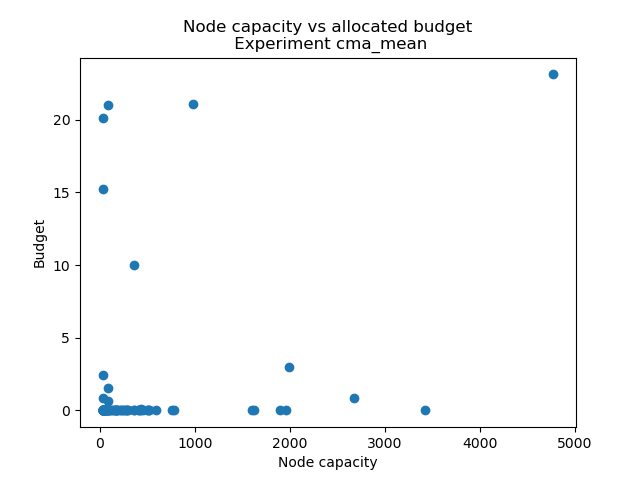 Node capacity vs allocated budget
Experiment cma_mean
20
15
10
5
0
Budget
0 1000 2000 3000 4000 5000
Node capacity